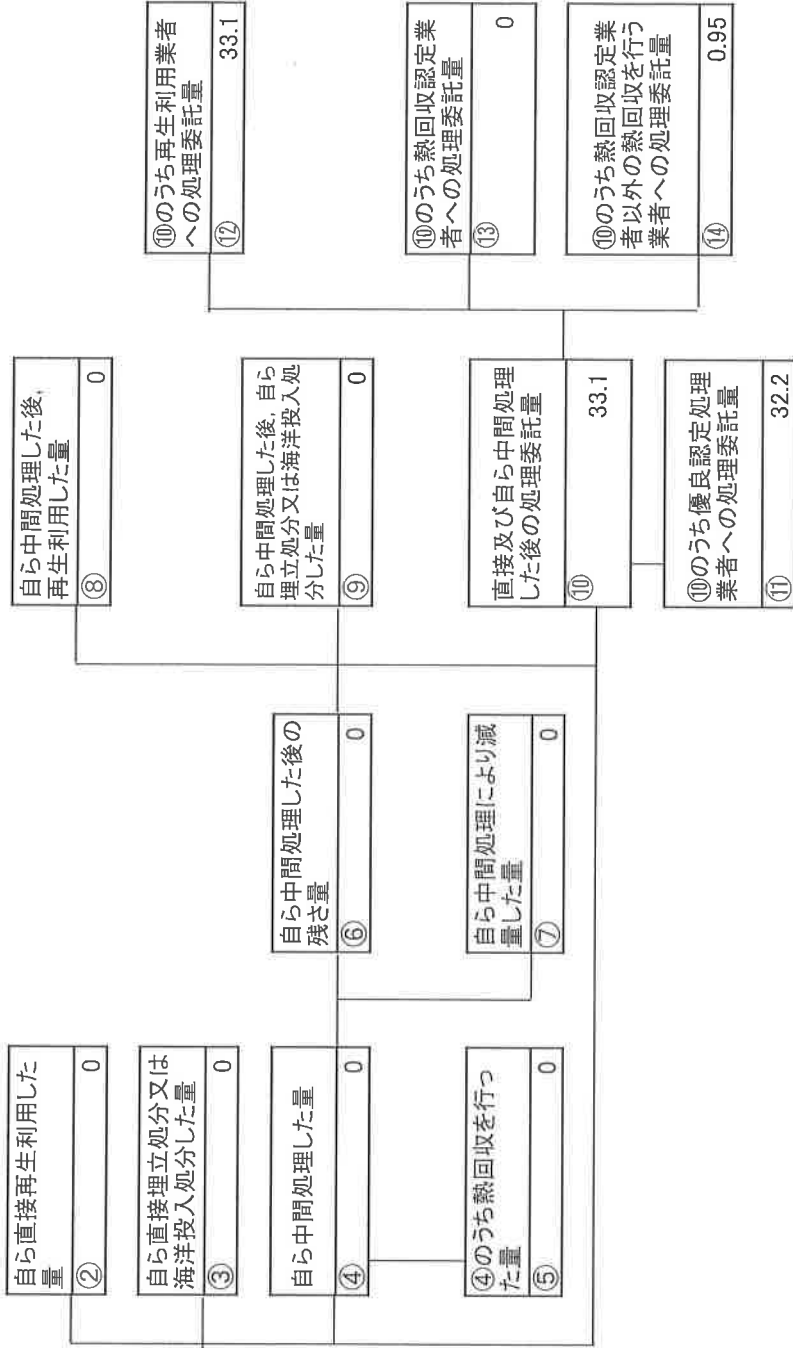 自ら直接再生利用した
量
② 0
自ら直接埋立処分又は
海洋投入処分した量
③ 0
自ら中間処理した量
④ 0
④のうち熱回収を行っ
た量
⑤ 0
自ら中間処理した後の
残さ量
⑥ 0
自ら中間処理により減
量した量
⑦ 0
自ら中間処理した後,
再生利用した量
⑧ 0
自ら中間処理した後, 自ら
埋立処分又は海洋投入処
分した量
⑨ 0
直接及び自ら中間処理
した後の処理委託量
⑩ 33.1
⑩のうち優良認定処理
業者への処理委託量
⑪ 32.2
⑩のうち再生利用業者
への処理委託量
⑫ 33.1
⑩のうち熱回収認定業
者への処理委託量
⑬ 0
⑩のうち熱回収認定業
者以外の熱回収を行う
業者への処理委託量
⑭ 0.95